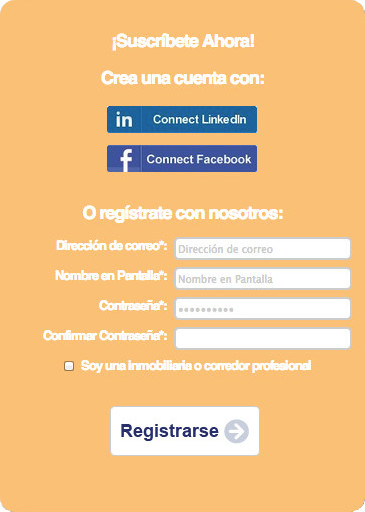 ¡Suscríbete Ahora!
Crea una cuenta con:
in Connect LinkedIn
f Connect Facebook
O regístrate con nosotros:
Dirección de correo*: Dirección de correo
Nombre en Pantalla*: Nombre en Pantalla
Contraseña*: ••••••••••
Confirmar Contraseña*:
Soy una inmobiliaria o corredor profesional
Registrarse